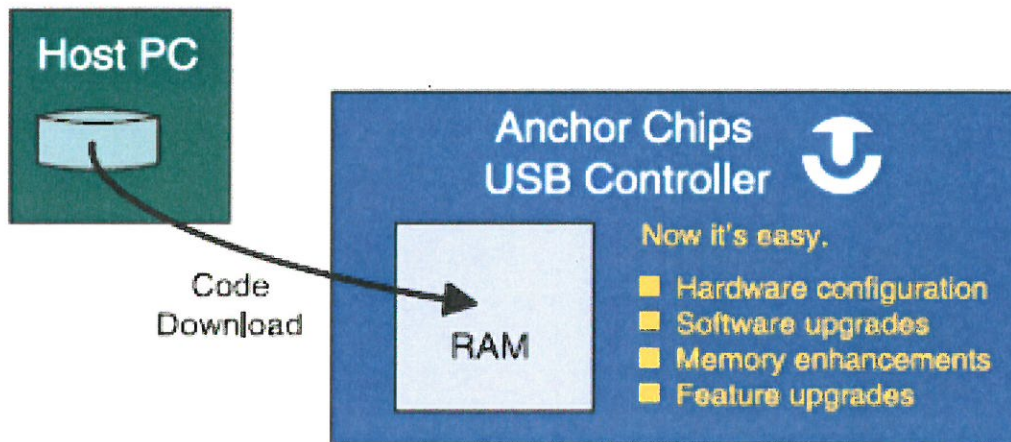 Host PC
Anchor Chips
USB Controller
Now it's easy.
Hardware configuration
Software upgrades
Memory enhancements
Feature upgrades
RAM
Code
Download